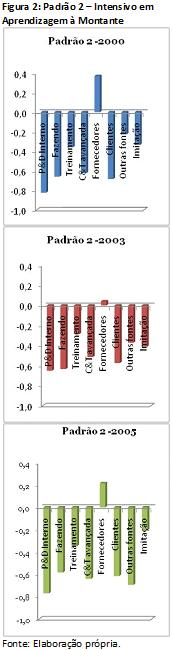 Figura 2: Padrão 2 – Intensivo em
Aprendizagem à Montante
Padrão 2 -2000
0,4
0,2
0,0
-0,2
-0,4
-0,6
-0,8
-1,0
P&D Interno
Fazendo
Treinamento
C&T avançada
Fornecedores
Clientes
Outras fontes
Imitação
Padrão 2 -2003
0,4
0,2
0,0
-0,2
-0,4
-0,6
-0,8
-1,0
P&D Interno
Fazendo
Treinamento
C&T avançada
Fornecedores
Clientes
Outras fontes
Imitação
Padrão 2 -2005
0,4
0,2
0,0
-0,2
-0,4
-0,6
-0,8
-1,0
P&D Interno
Fazendo
Treinamento
C&T avançada
Fornecedores
Clientes
Outras fontes
Imitação
Fonte: Elaboração própria.